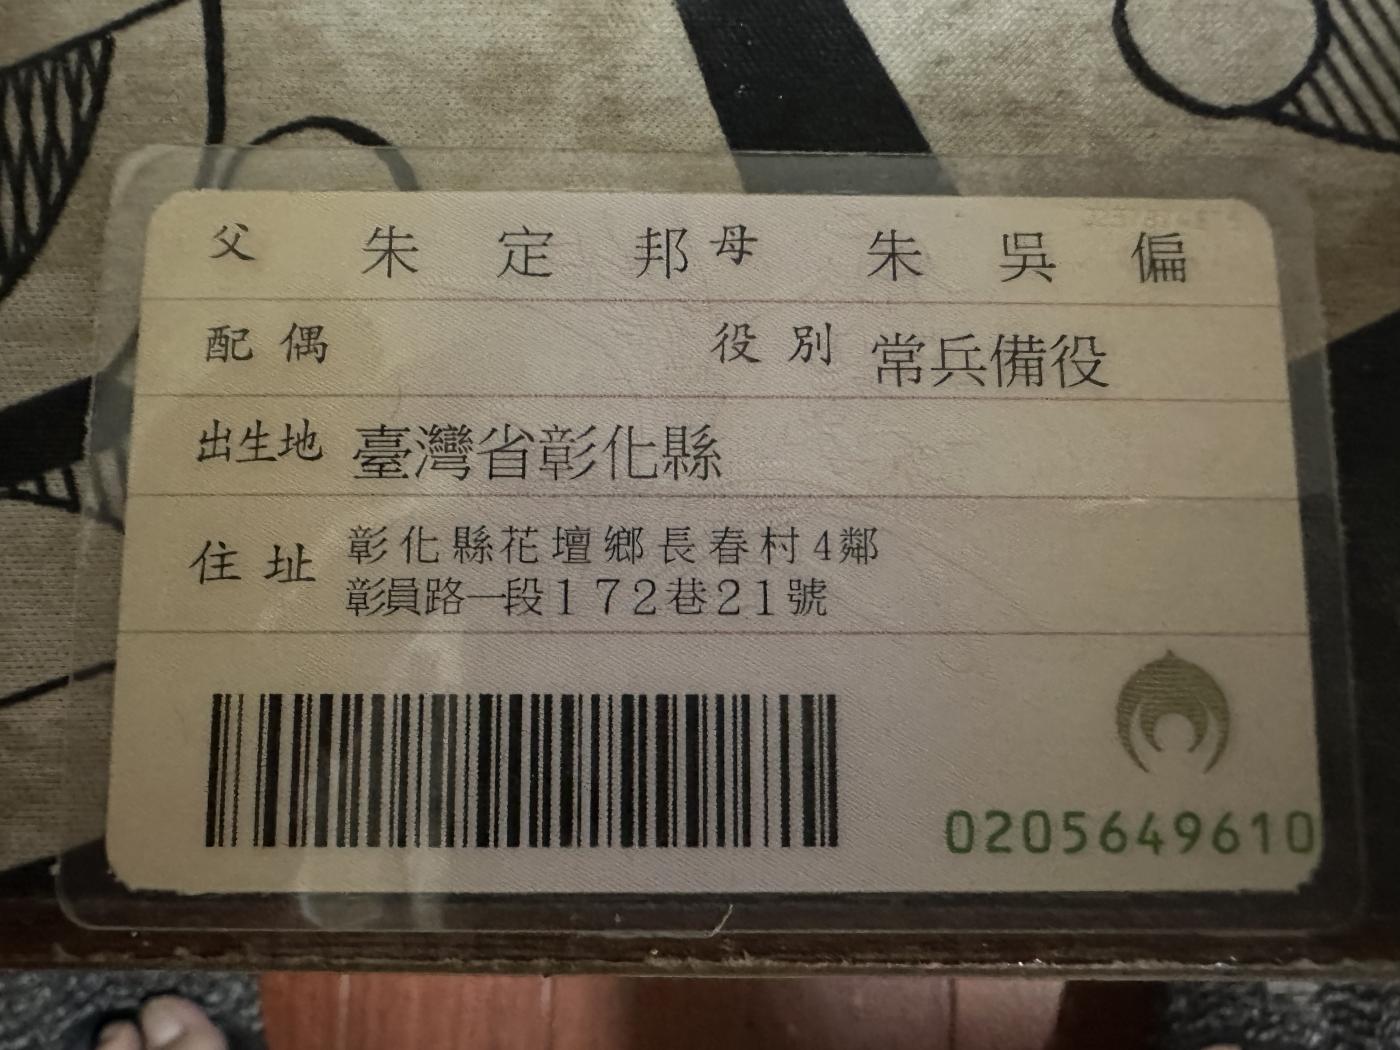 父 朱定邦 母 朱吳偏
配偶 役別 常兵備役
出生地 臺灣省彰化縣
住址 彰化縣花壇鄉長春村4鄰
彰員路一段172巷21號
0205649610